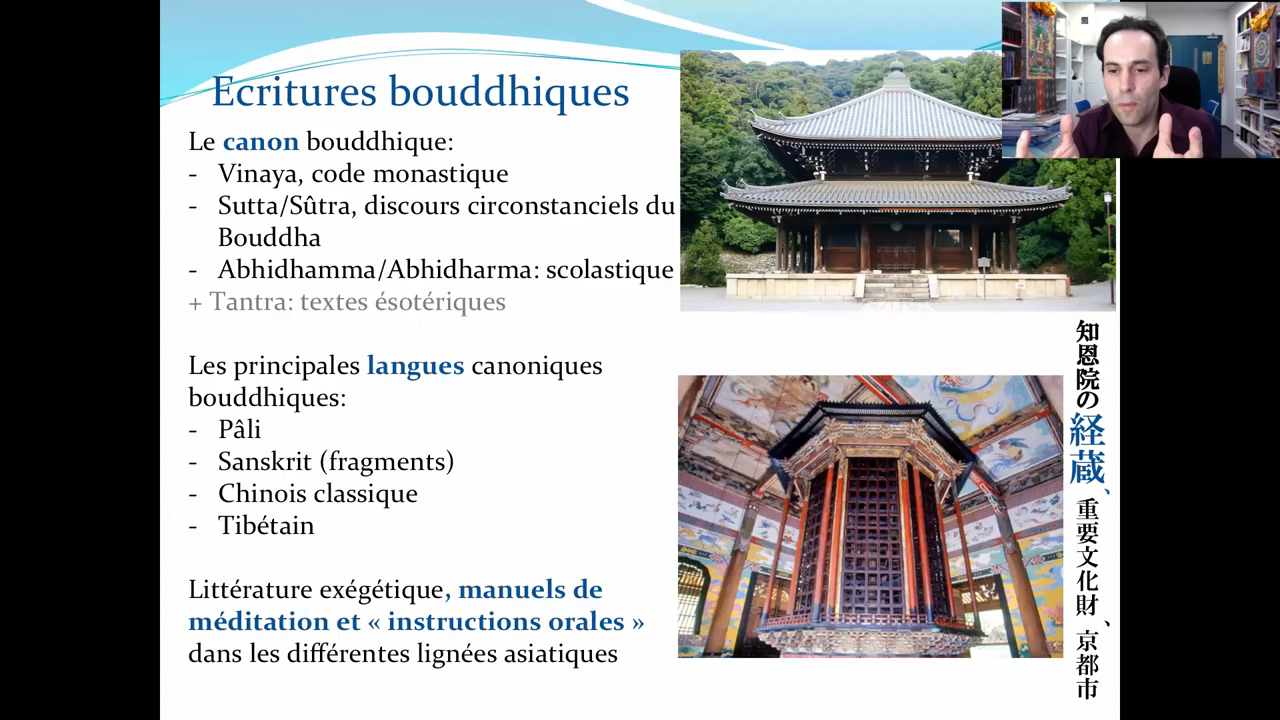 Ecritures bouddhiques
Le canon bouddhique:
- Vinaya, code monastique
- Sutta/Sûtra, discours circonstanciels du
Bouddha
- Abhidhamma/Abhidharma: scolastique
+ Tantra: textes ésotériques
Les principales langues canoniques
bouddhiques:
- Pâli
- Sanskrit (fragments)
- Chinois classique
- Tibétain
Littérature exégétique, manuels de
méditation et « instructions orales »
dans les différentes lignées asiatiques
知恩院の経蔵、重要文化財、京都市